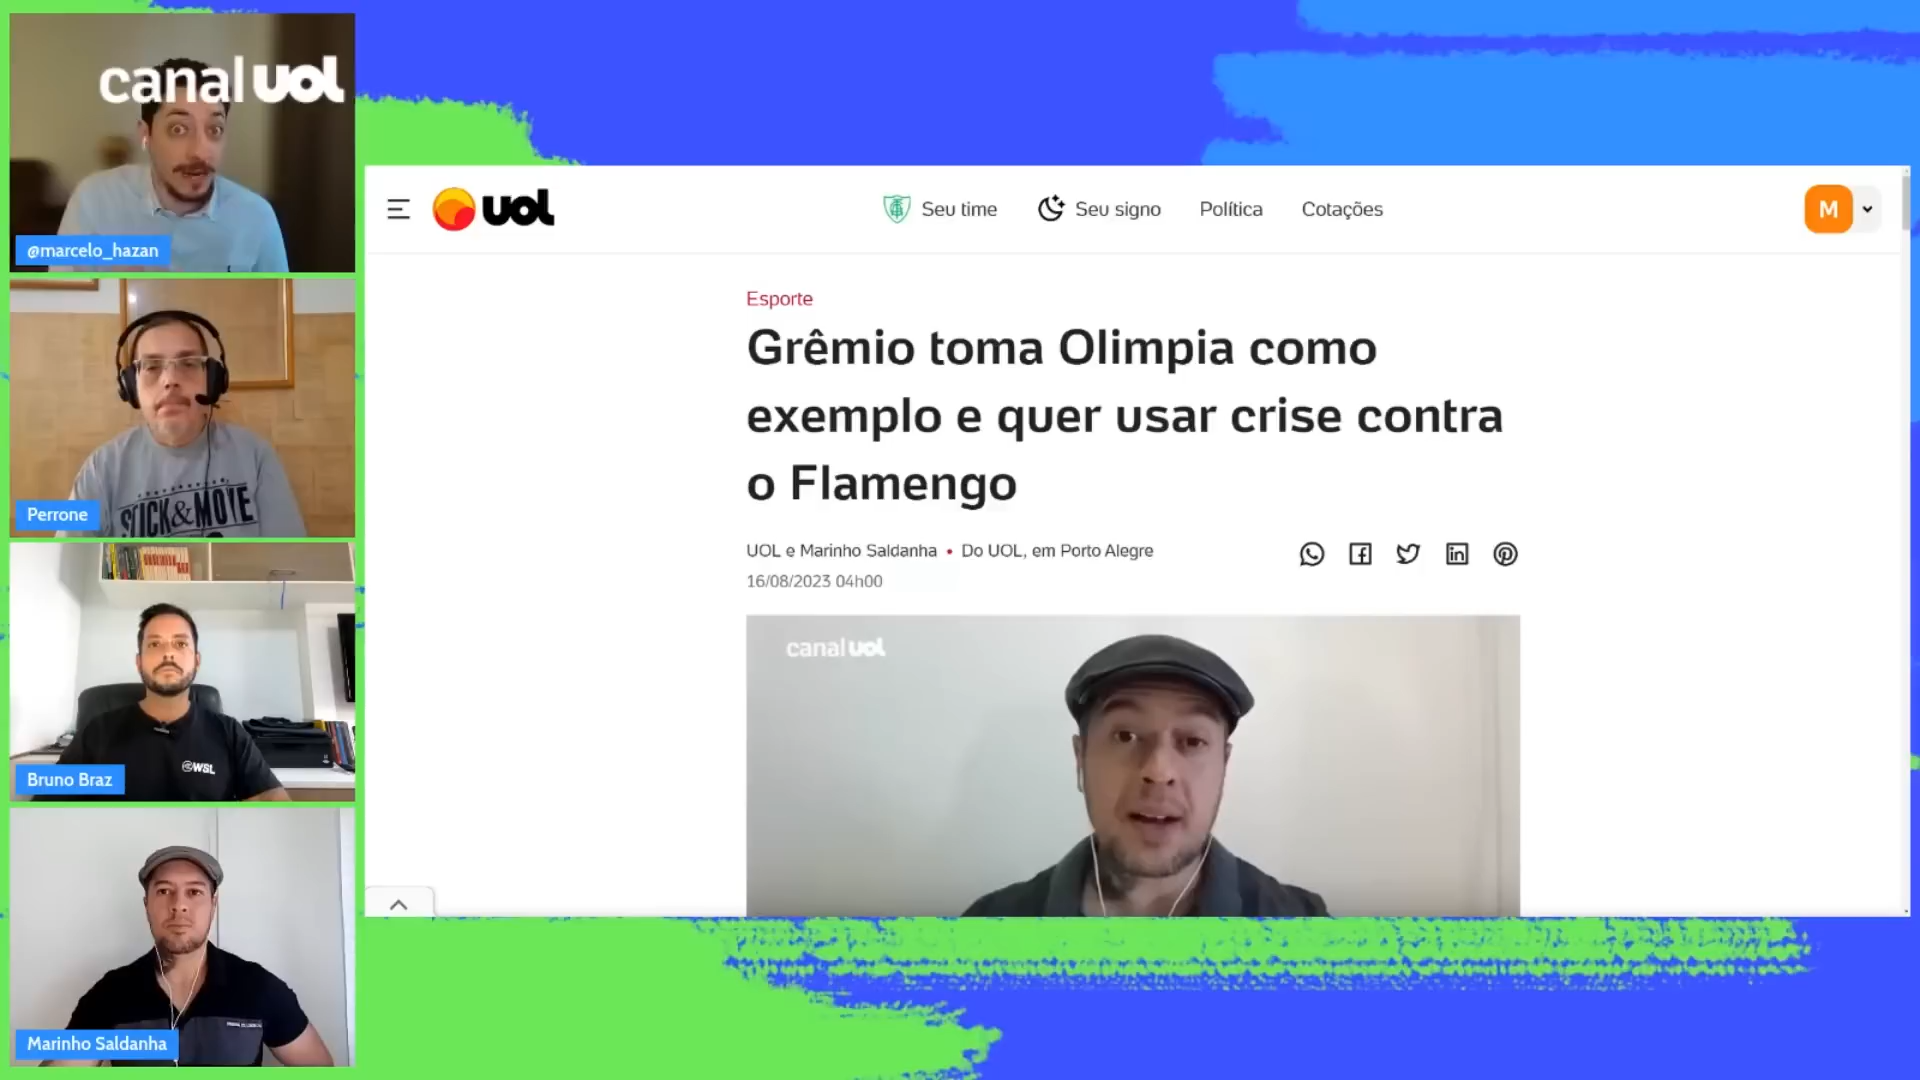 canal uol
@marcelo_hazan
STICK & MOVE
Perrone
WSL
Bruno Braz
Marinho Saldanha
uol
Seu time
Seu signo
Política
Cotações
M
Esporte
Grêmio toma Olimpia como
exemplo e quer usar crise contra
o Flamengo
UOL e Marinho Saldanha • Do UOL, em Porto Alegre
16/08/2023 04h00
canal uol